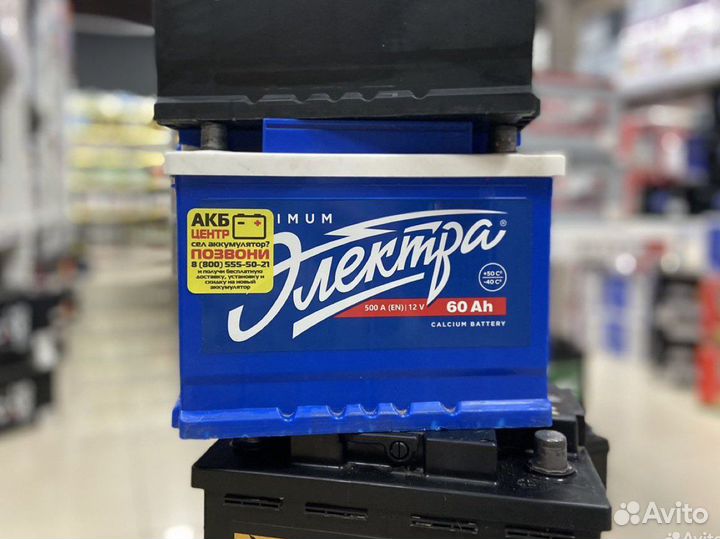 АКБ
ЦЕНТР
сел аккумулятор?
ПОЗВОНИ
8 (800) 555-50-21
и получи бесплатную
доставку, установку и
скидку на новый
аккумулятор
IMUM
Электра®
+50 C°
-40 C°
500 A (EN) | 12 V
60 Ah
CALCIUM BATTERY
Avito
Avito